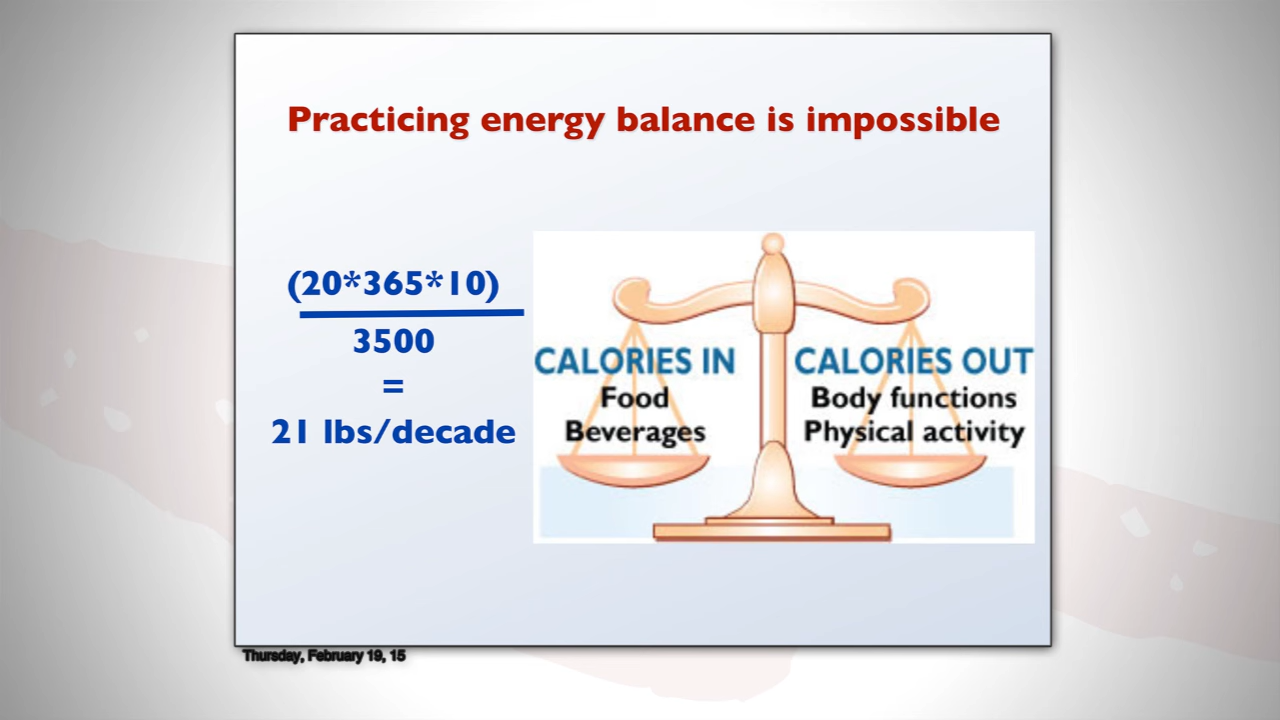 Practicing energy balance is impossible
(20*365*10)
3500
=
21 lbs/decade
CALORIES IN
Food
Beverages
CALORIES OUT
Body functions
Physical activity
Thursday, February 19, 15